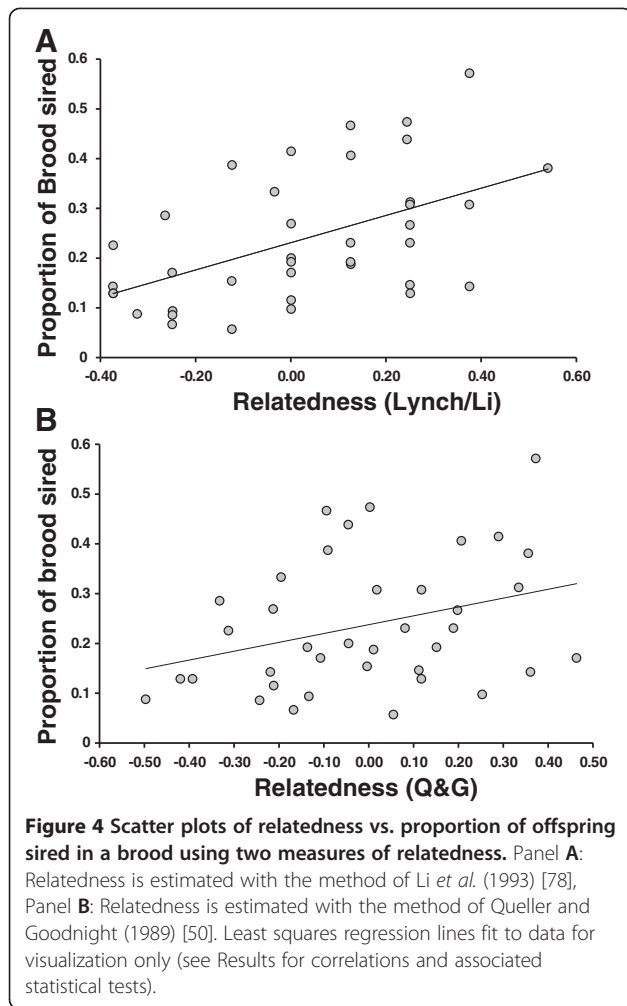 A
0.6
0.5
0.4
0.3
0.2
0.1
0
Proportion of Brood sired
-0.40 -0.20 0.00 0.20 0.40 0.60
Relatedness (Lynch/Li)
B
0.6
0.5
0.4
0.3
0.2
0.1
0
Proportion of brood sired
-0.60 -0.50 -0.40 -0.30 -0.20 -0.10 0.00 0.10 0.20 0.30 0.40 0.50
Relatedness (Q&G)
Figure 4 Scatter plots of relatedness vs. proportion of offspring
sired in a brood using two measures of relatedness. Panel A:
Relatedness is estimated with the method of Li et al. (1993) [78],
Panel B: Relatedness is estimated with the method of Queller and
Goodnight (1989) [50]. Least squares regression lines fit to data for
visualization only (see Results for correlations and associated
statistical tests).